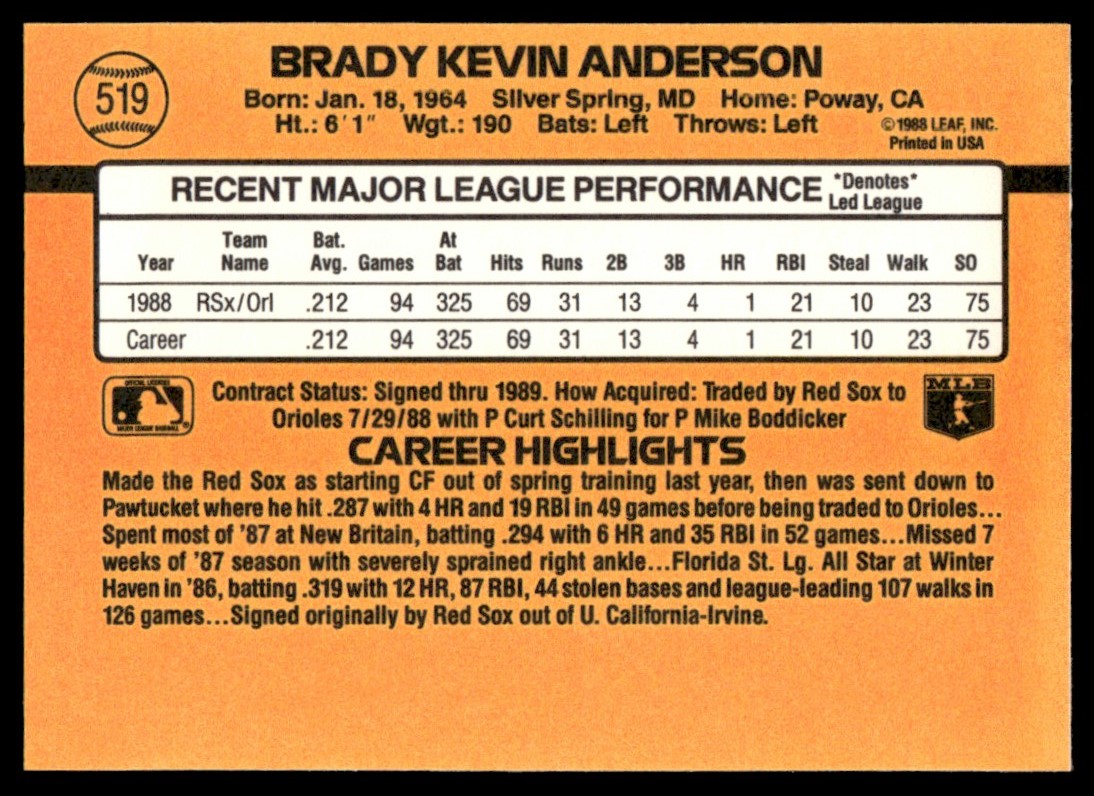 519
BRADY KEVIN ANDERSON
Born: Jan. 18, 1964 Silver Spring, MD Home: Poway, CA
Ht.: 6'1" Wgt.: 190 Bats: Left Throws: Left
©1988 LEAF, INC.
Printed in USA
RECENT MAJOR LEAGUE PERFORMANCE *Denotes* Led League
Year Team Name Bat. Avg. Games At Bat Hits Runs 2B 3B HR RBI Steal Walk SO
1988 RSx/Orl .212 94 325 69 31 13 4 1 21 10 23 75
Career .212 94 325 69 31 13 4 1 21 10 23 75
OFFICIAL LICENSEE
MAJOR LEAGUE BASEBALL®
Contract Status: Signed thru 1989. How Acquired: Traded by Red Sox to
Orioles 7/29/88 with P Curt Schilling for P Mike Boddicker
MLB
CAREER HIGHLIGHTS
Made the Red Sox as starting CF out of spring training last year, then was sent down to
Pawtucket where he hit .287 with 4 HR and 19 RBI in 49 games before being traded to Orioles...
Spent most of '87 at New Britain, batting .294 with 6 HR and 35 RBI in 52 games...Missed 7
weeks of '87 season with severely sprained right ankle...Florida St. Lg. All Star at Winter
Haven in '86, batting .319 with 12 HR, 87 RBI, 44 stolen bases and league-leading 107 walks in
126 games...Signed originally by Red Sox out of U. California-Irvine.